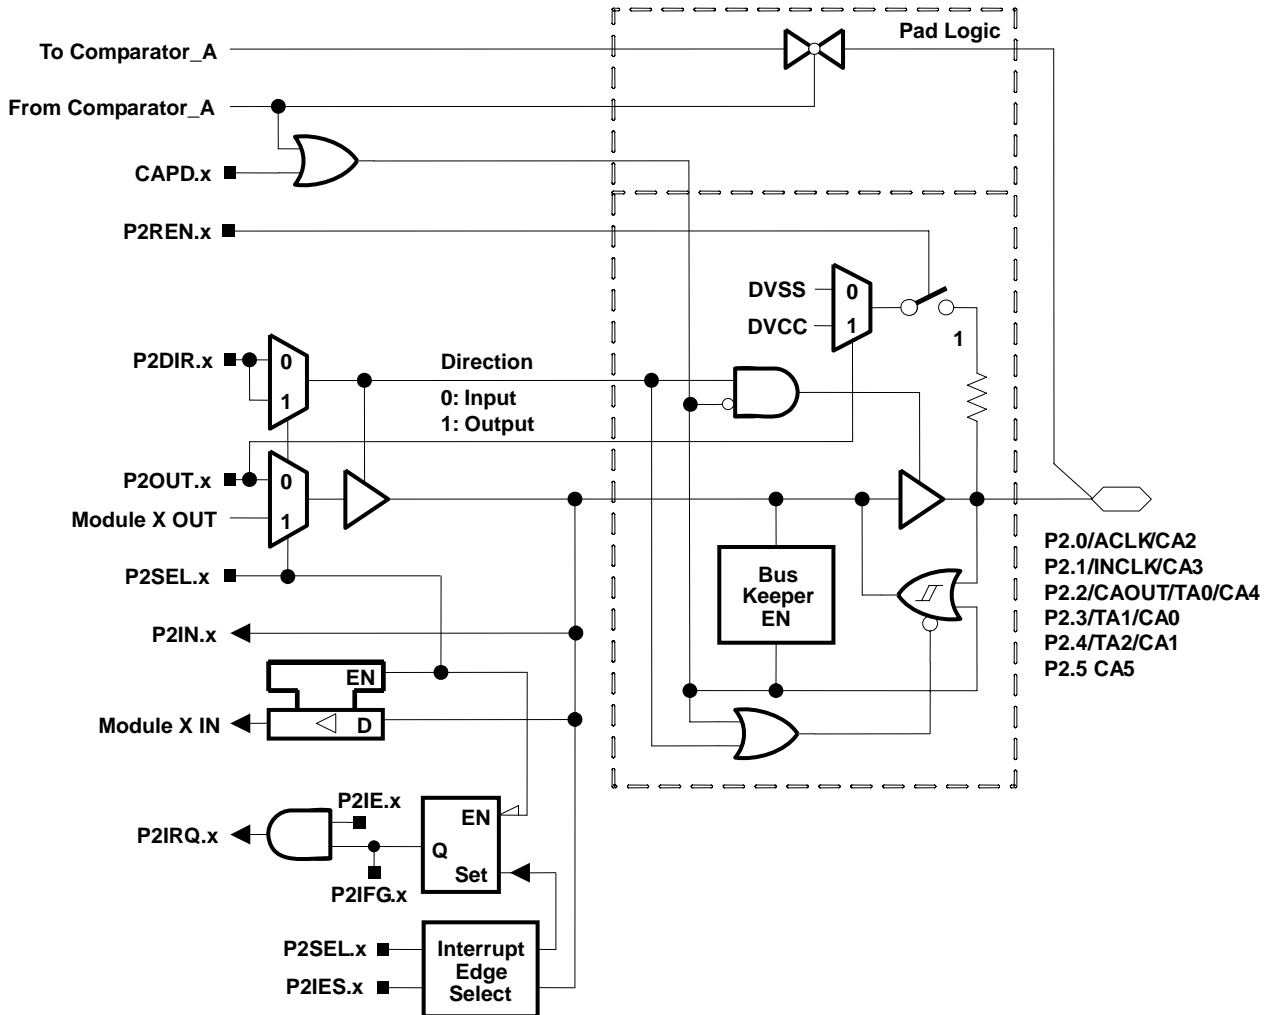 Pad Logic
To Comparator_A
From Comparator_A
CAPD.x
P2REN.x
DVSS
0
DVCC
1
1
P2DIR.x
0
1
Direction
0: Input
1: Output
P2OUT.x
0
Module X OUT
1
P2SEL.x
Bus
Keeper
EN
P2.0/ACLK/CA2
P2.1/INCLK/CA3
P2.2/CAOUT/TA0/CA4
P2.3/TA1/CA0
P2.4/TA2/CA1
P2.5 CA5
P2IN.x
EN
Module X IN
D
P2IE.x
P2IRQ.x
EN
Q
Set
P2IFG.x
P2SEL.x
P2IES.x
Interrupt
Edge
Select